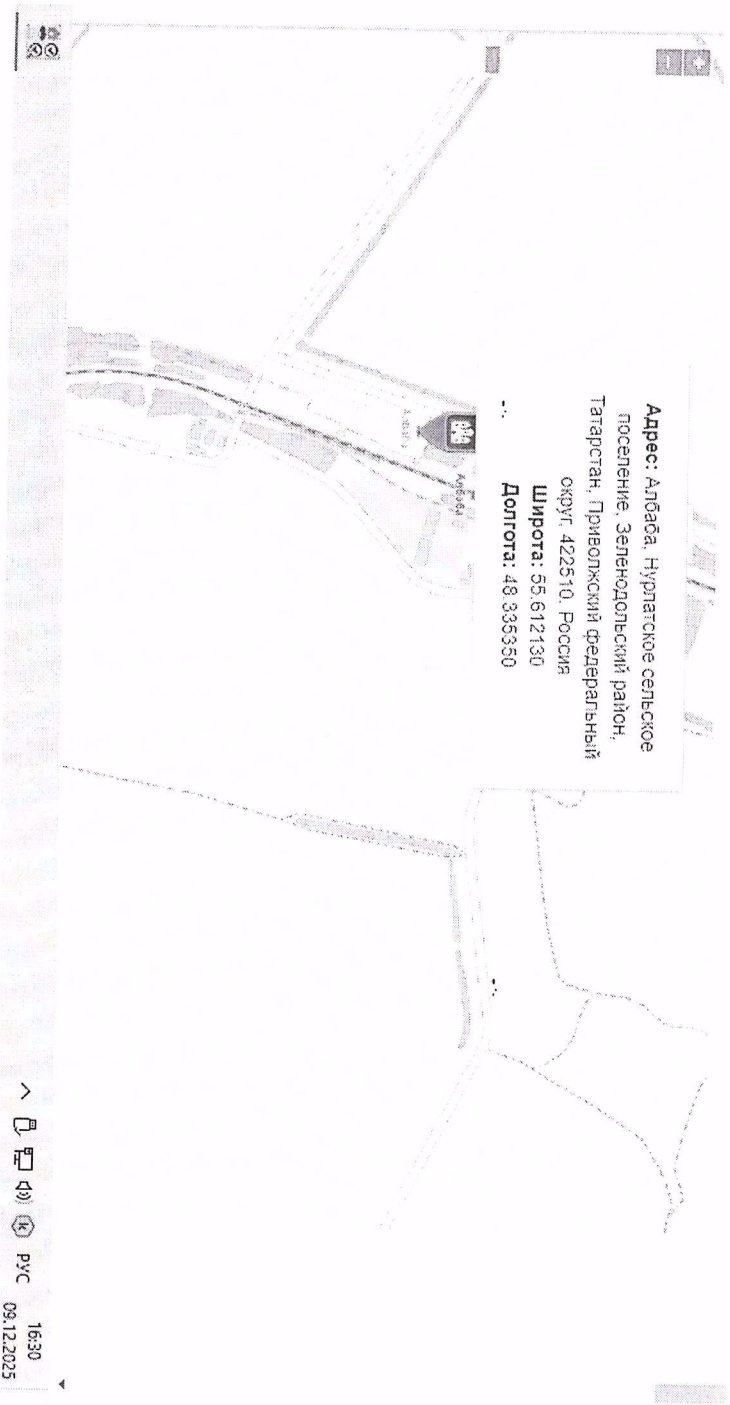 Адрес: Албаба, Нурлатское сельское
поселение, Зеленодольский район,
Татарстан, Приволжский федеральный
округ, 422510, Россия
Широта: 55.612130
Долгота: 48.335350
Албаба
Албаба
РУС
16:30
09.12.2025